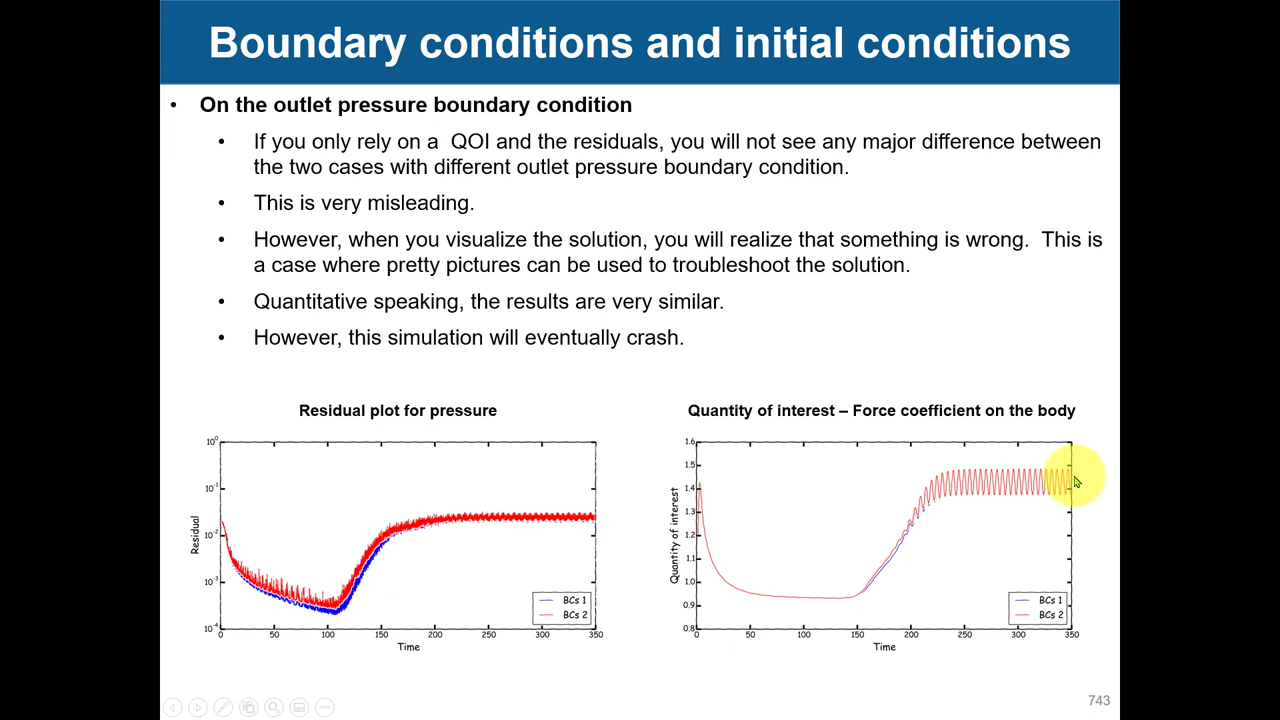 Boundary conditions and initial conditions
• On the outlet pressure boundary condition
• If you only rely on a QOI and the residuals, you will not see any major difference between
the two cases with different outlet pressure boundary condition.
• This is very misleading.
• However, when you visualize the solution, you will realize that something is wrong. This is
a case where pretty pictures can be used to troubleshoot the solution.
• Quantitative speaking, the results are very similar.
• However, this simulation will eventually crash.
Residual plot for pressure
10^0
10^-1
10^-2
10^-3
10^-4
Residual
0 50 100 150 200 250 300 350
Time
BCs 1
BCs 2
Quantity of interest – Force coefficient on the body
1.6
1.5
1.4
1.3
1.2
1.1
1.0
0.9
0.8
Quantity of interest
0 50 100 150 200 250 300 350
Time
BCs 1
BCs 2
743